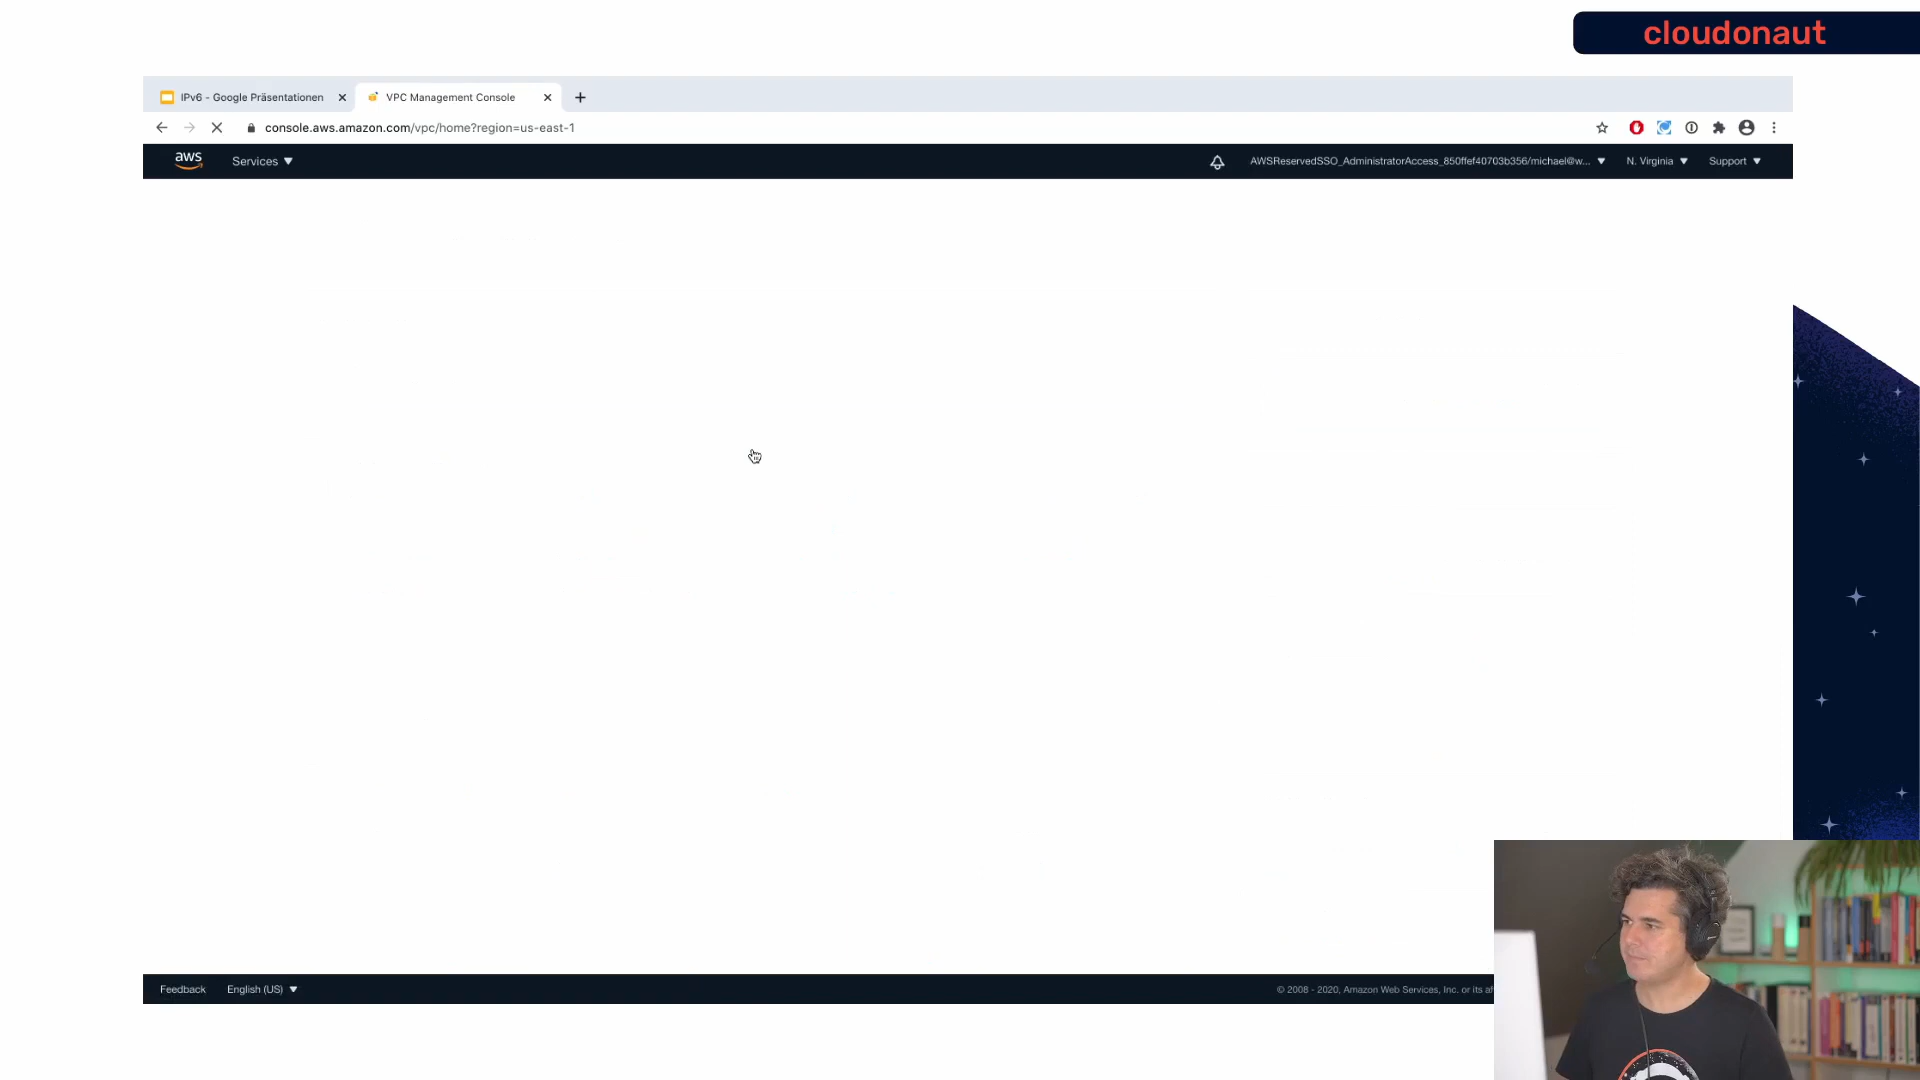 cloudonaut
IPv6 - Google Präsentationen
VPC Management Console
console.aws.amazon.com/vpc/home?region=us-east-1
aws
Services
AWSReservedSSO_AdministratorAccess_850ffef40703b356/michael@w...
N. Virginia
Support
Feedback
English (US)
© 2008 - 2020, Amazon Web Services, Inc. or its af